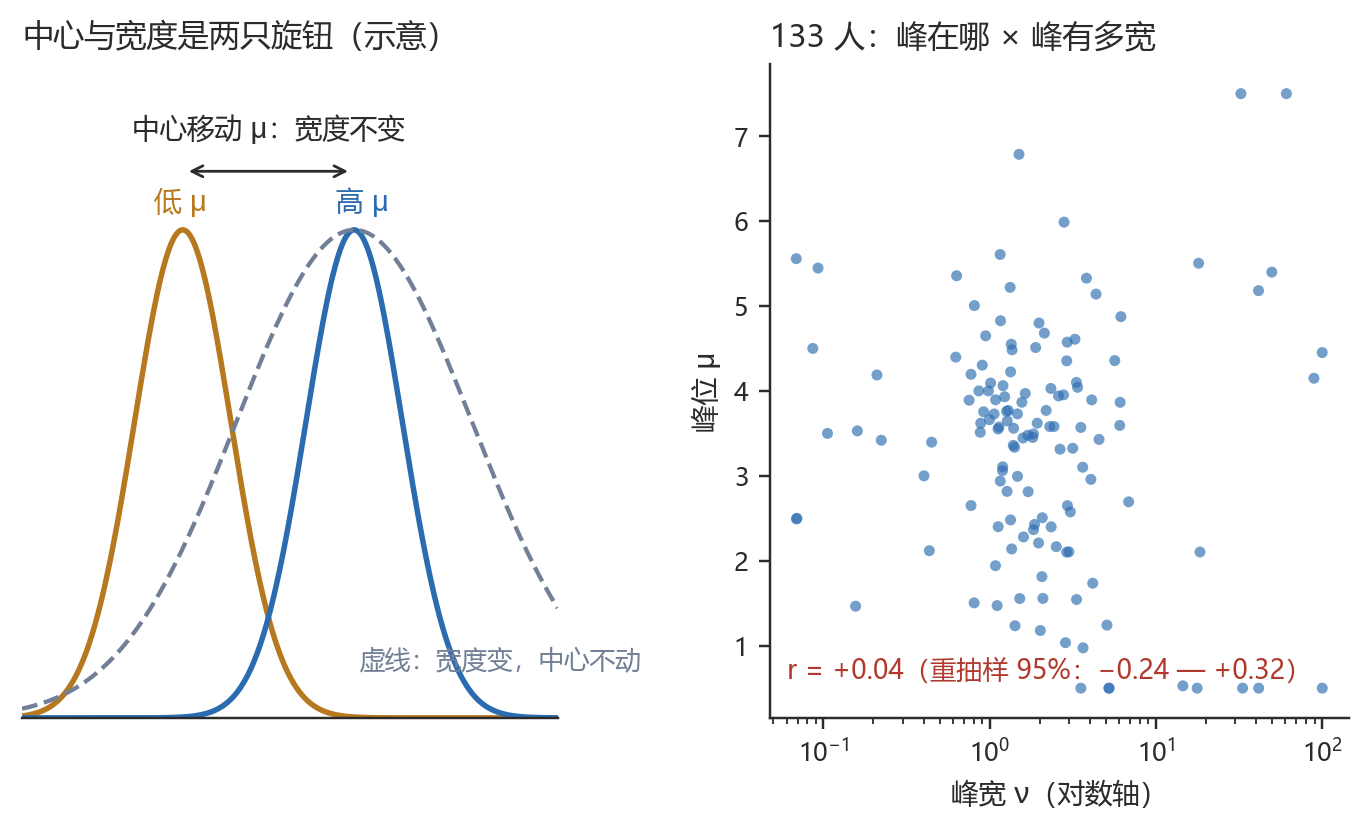 中心与宽度是两只旋钮（示意）
中心移动 μ：宽度不变
低 μ
高 μ
虚线：宽度变，中心不动
133 人：峰在哪 × 峰有多宽
7
6
5
4
3
2
1
峰位 μ
r = +0.04（重抽样 95%：−0.24 — +0.32）
10⁻¹
10⁰
10¹
10²
峰宽 ν（对数轴）